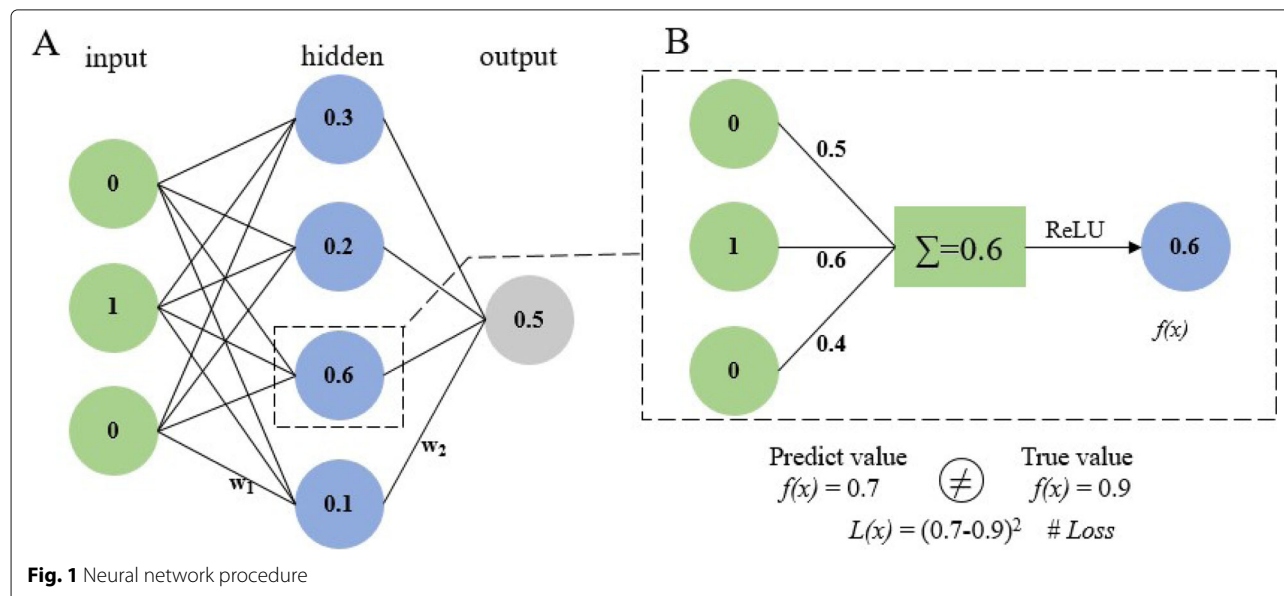 A
input
hidden
output
0
1
0
0.3
0.2
0.6
0.1
0.5
w₁
w₂
B
0
1
0
0.5
0.6
0.4
∑=0.6
ReLU
0.6
f(x)
Predict value
f(x) = 0.7
≠
True value
f(x) = 0.9
L(x) = (0.7-0.9)² # Loss
Fig. 1 Neural network procedure